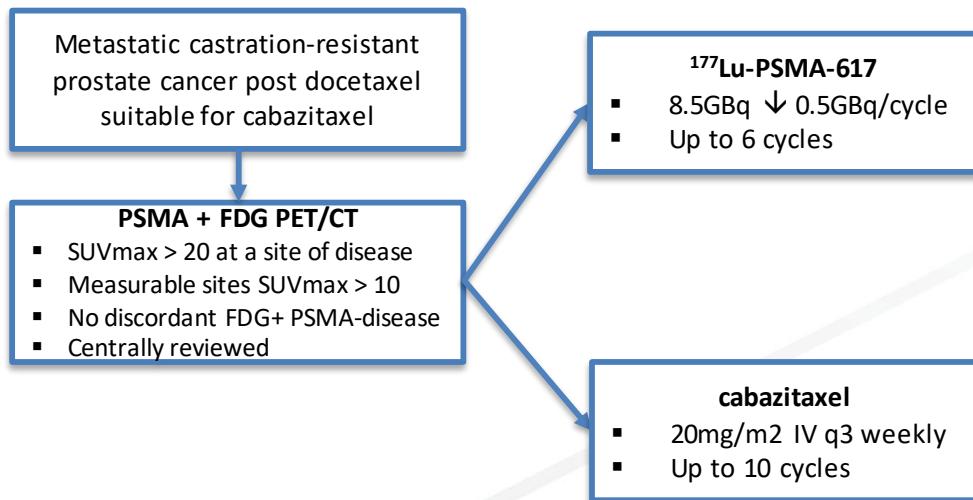 Metastatic castration-resistant
prostate cancer post docetaxel
suitable for cabazitaxel
PSMA + FDG PET/CT
▪ SUVmax > 20 at a site of disease
▪ Measurable sites SUVmax > 10
▪ No discordant FDG+ PSMA-disease
▪ Centrally reviewed
¹⁷⁷Lu-PSMA-617
▪ 8.5GBq ↓ 0.5GBq/cycle
▪ Up to 6 cycles
cabazitaxel
▪ 20mg/m2 IV q3 weekly
▪ Up to 10 cycles